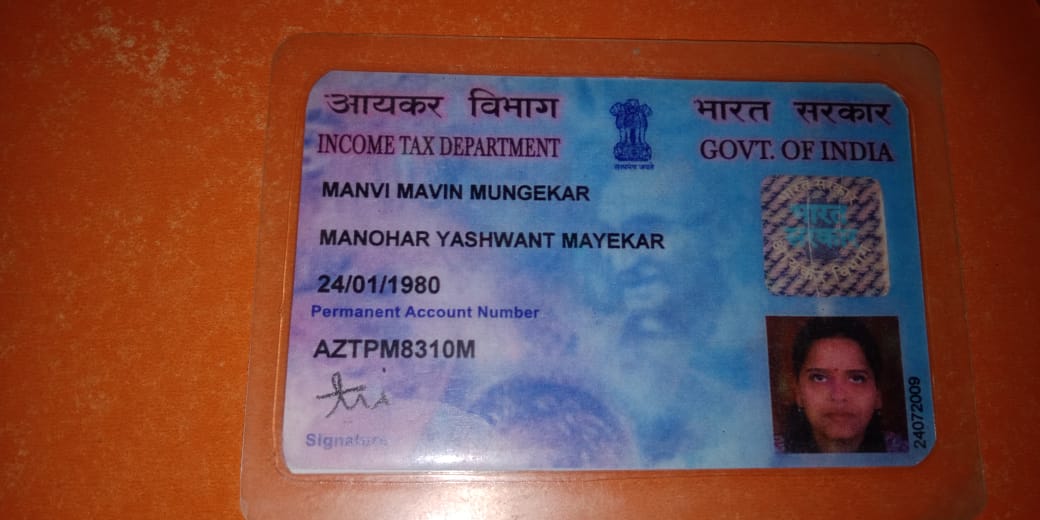 आयकर विभाग
भारत सरकार
INCOME TAX DEPARTMENT
GOVT. OF INDIA
सत्यमेव जयते
MANVI MAVIN MUNGEKAR
MANOHAR YASHWANT MAYEKAR
24/01/1980
Permanent Account Number
AZTPM8310M
Signature
भारत सरकार
24072009